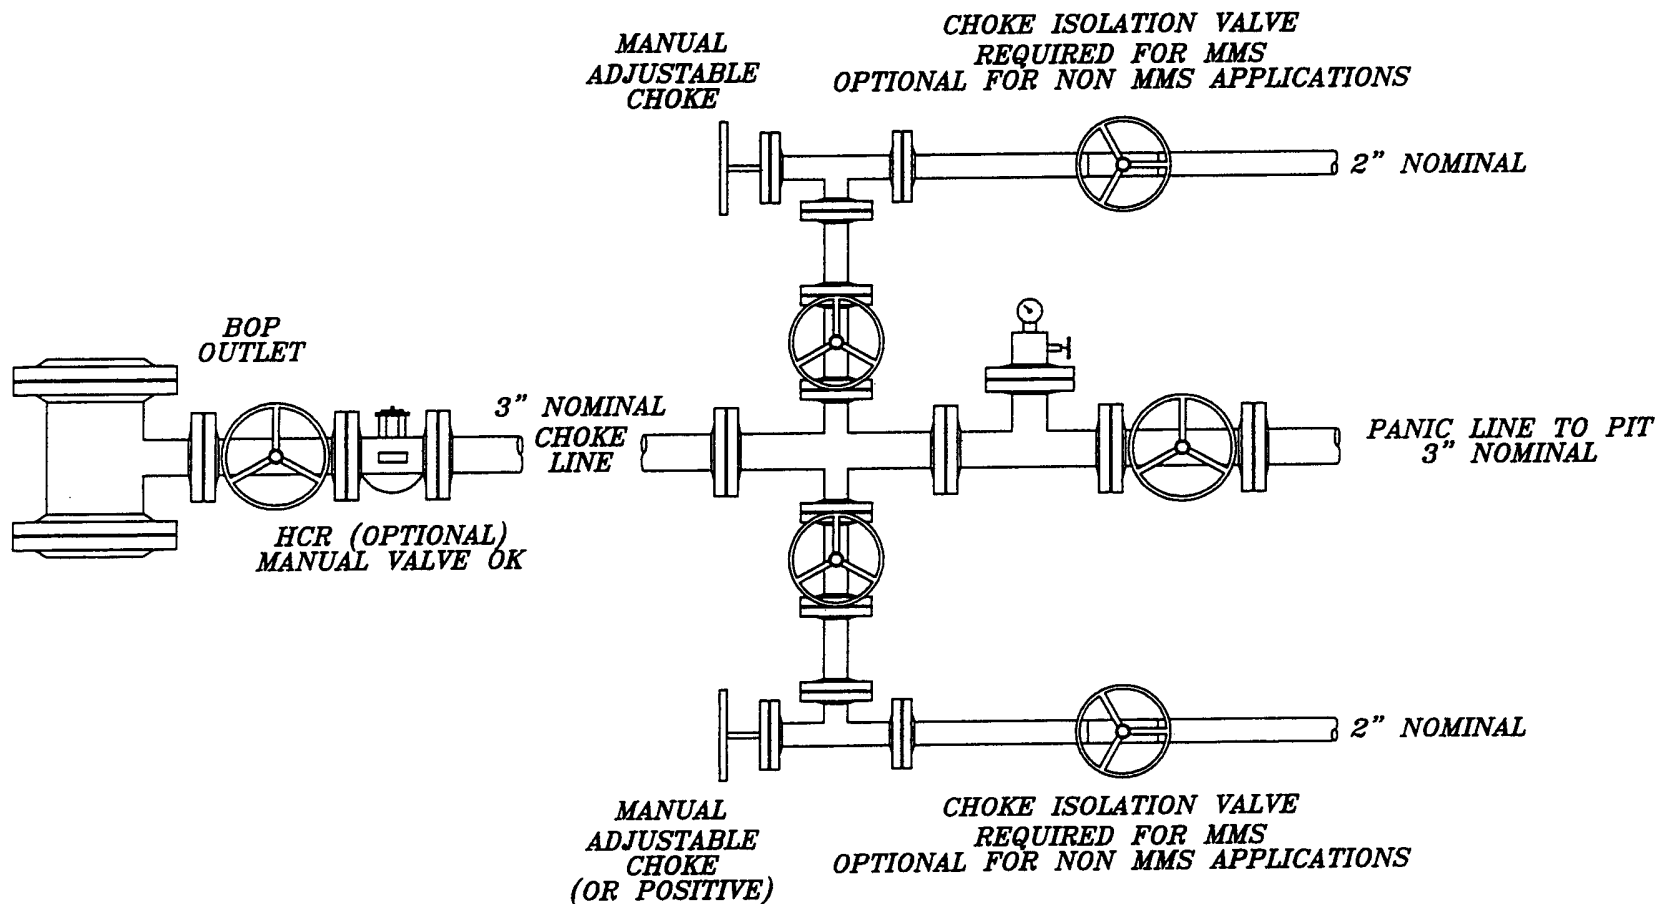 MANUAL
ADJUSTABLE
CHOKE
CHOKE ISOLATION VALVE
REQUIRED FOR MMS
OPTIONAL FOR NON MMS APPLICATIONS
2" NOMINAL
BOP
OUTLET
3" NOMINAL
CHOKE
LINE
PANIC LINE TO PIT
3" NOMINAL
HCR (OPTIONAL)
MANUAL VALVE OK
2" NOMINAL
MANUAL
ADJUSTABLE
CHOKE
(OR POSITIVE)
CHOKE ISOLATION VALVE
REQUIRED FOR MMS
OPTIONAL FOR NON MMS APPLICATIONS